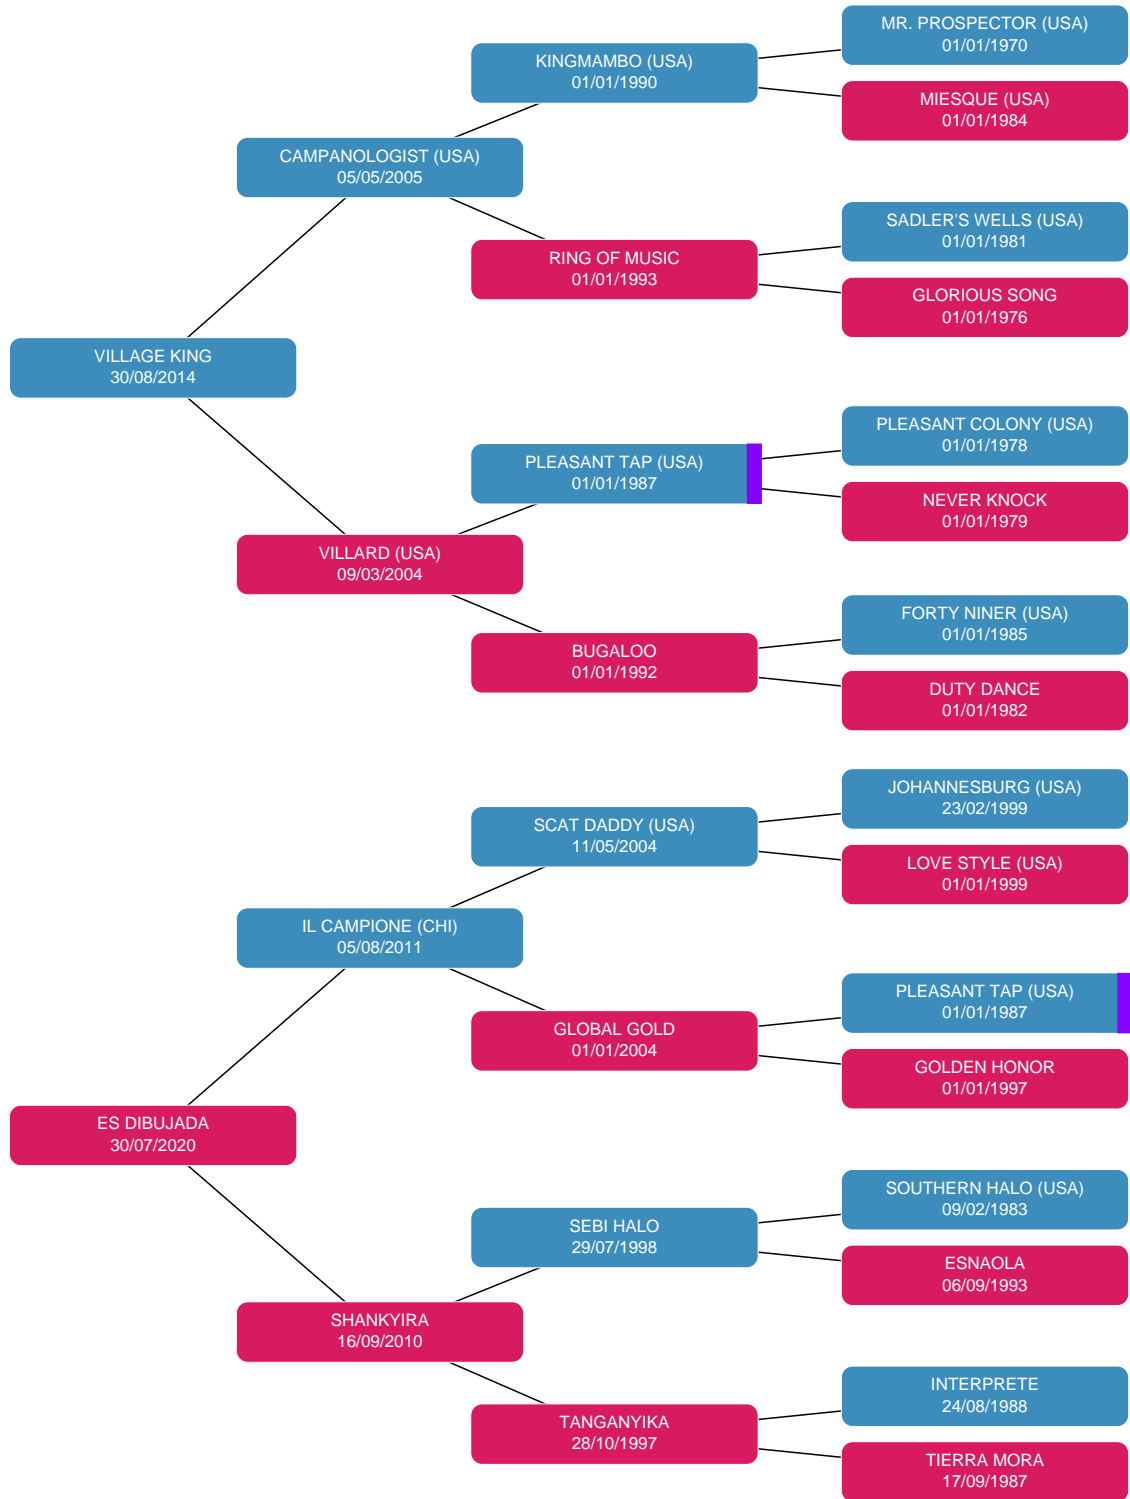 MR. PROSPECTOR (USA)
01/01/1970
KINGMAMBO (USA)
01/01/1990
MIESQUE (USA)
01/01/1984
CAMPANOLOGIST (USA)
05/05/2005
SADLER'S WELLS (USA)
01/01/1981
RING OF MUSIC
01/01/1993
GLORIOUS SONG
01/01/1976
VILLAGE KING
30/08/2014
PLEASANT COLONY (USA)
01/01/1978
PLEASANT TAP (USA)
01/01/1987
NEVER KNOCK
01/01/1979
VILLARD (USA)
09/03/2004
FORTY NINER (USA)
01/01/1985
BUGALOO
01/01/1992
DUTY DANCE
01/01/1982
JOHANNESBURG (USA)
23/02/1999
SCAT DADDY (USA)
11/05/2004
LOVE STYLE (USA)
01/01/1999
IL CAMPIONE (CHI)
05/08/2011
PLEASANT TAP (USA)
01/01/1987
GLOBAL GOLD
01/01/2004
GOLDEN HONOR
01/01/1997
ES DIBUJADA
30/07/2020
SOUTHERN HALO (USA)
09/02/1983
SEBI HALO
29/07/1998
ESNAOLA
06/09/1993
SHANKYIRA
16/09/2010
INTERPRETE
24/08/1988
TANGANYIKA
28/10/1997
TIERRA MORA
17/09/1987